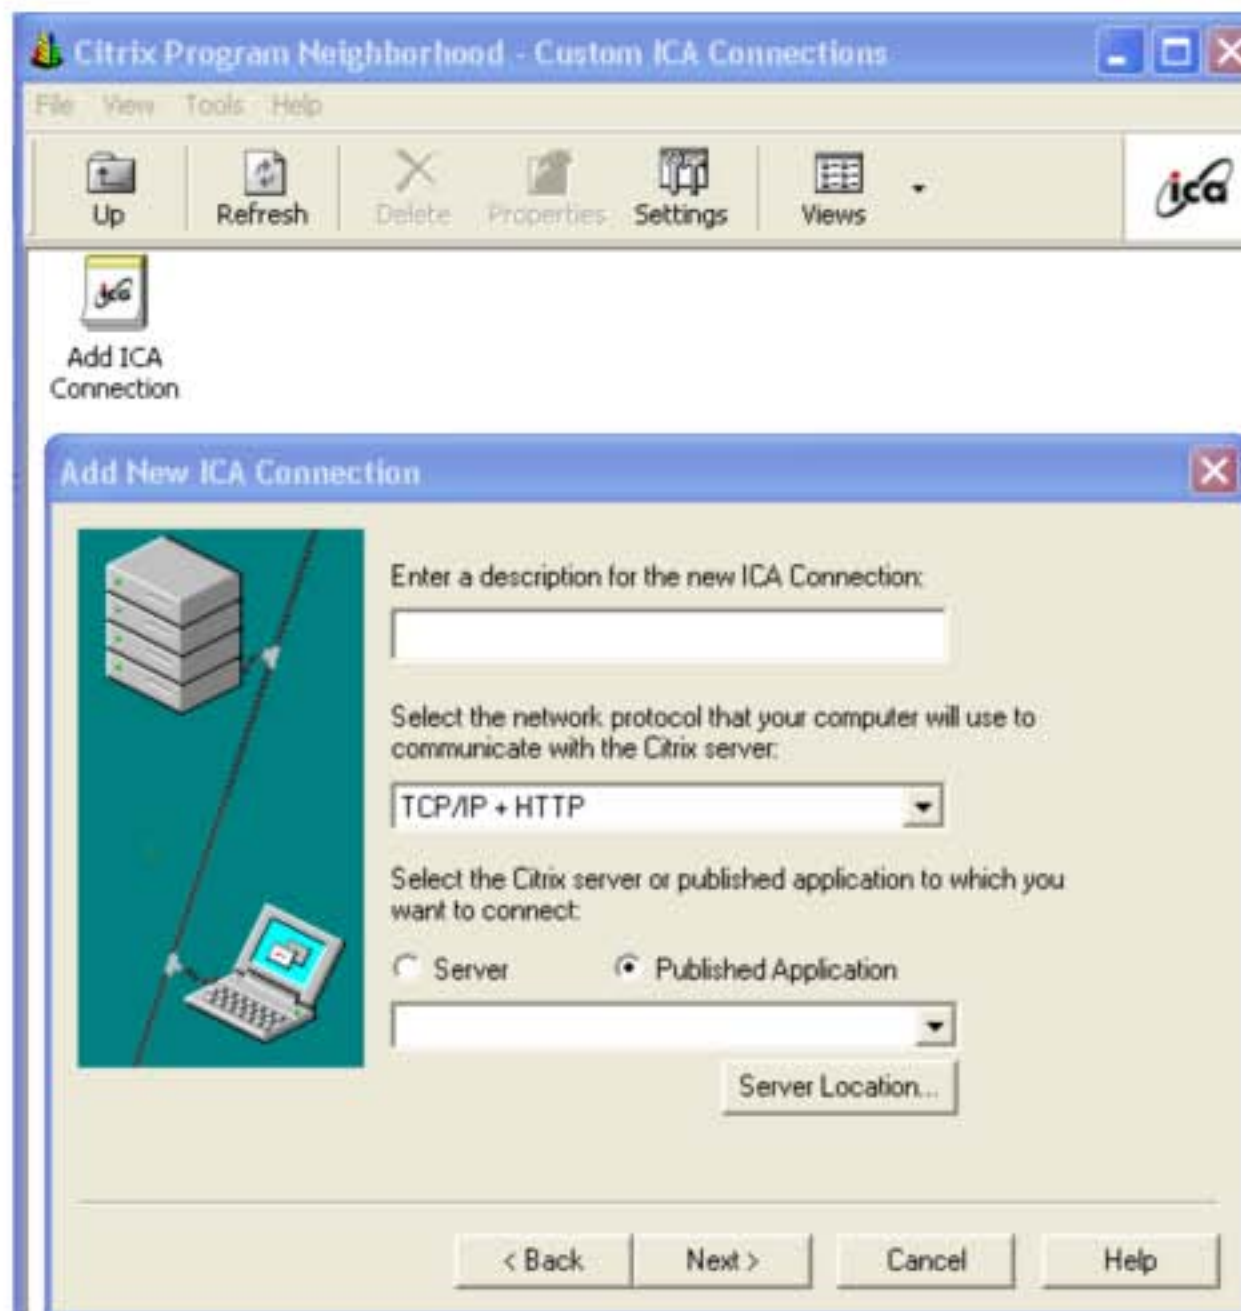 Citrix Program Neighborhood - Custom ICA Connections
File View Tools Help
Up Refresh Delete Properties Settings Views
ica
ica
Add ICA
Connection
Add New ICA Connection
Enter a description for the new ICA Connection:
Select the network protocol that your computer will use to
communicate with the Citrix server:
TCP/IP + HTTP
Select the Citrix server or published application to which you
want to connect:
Server Published Application
Server Location...
< Back Next > Cancel Help